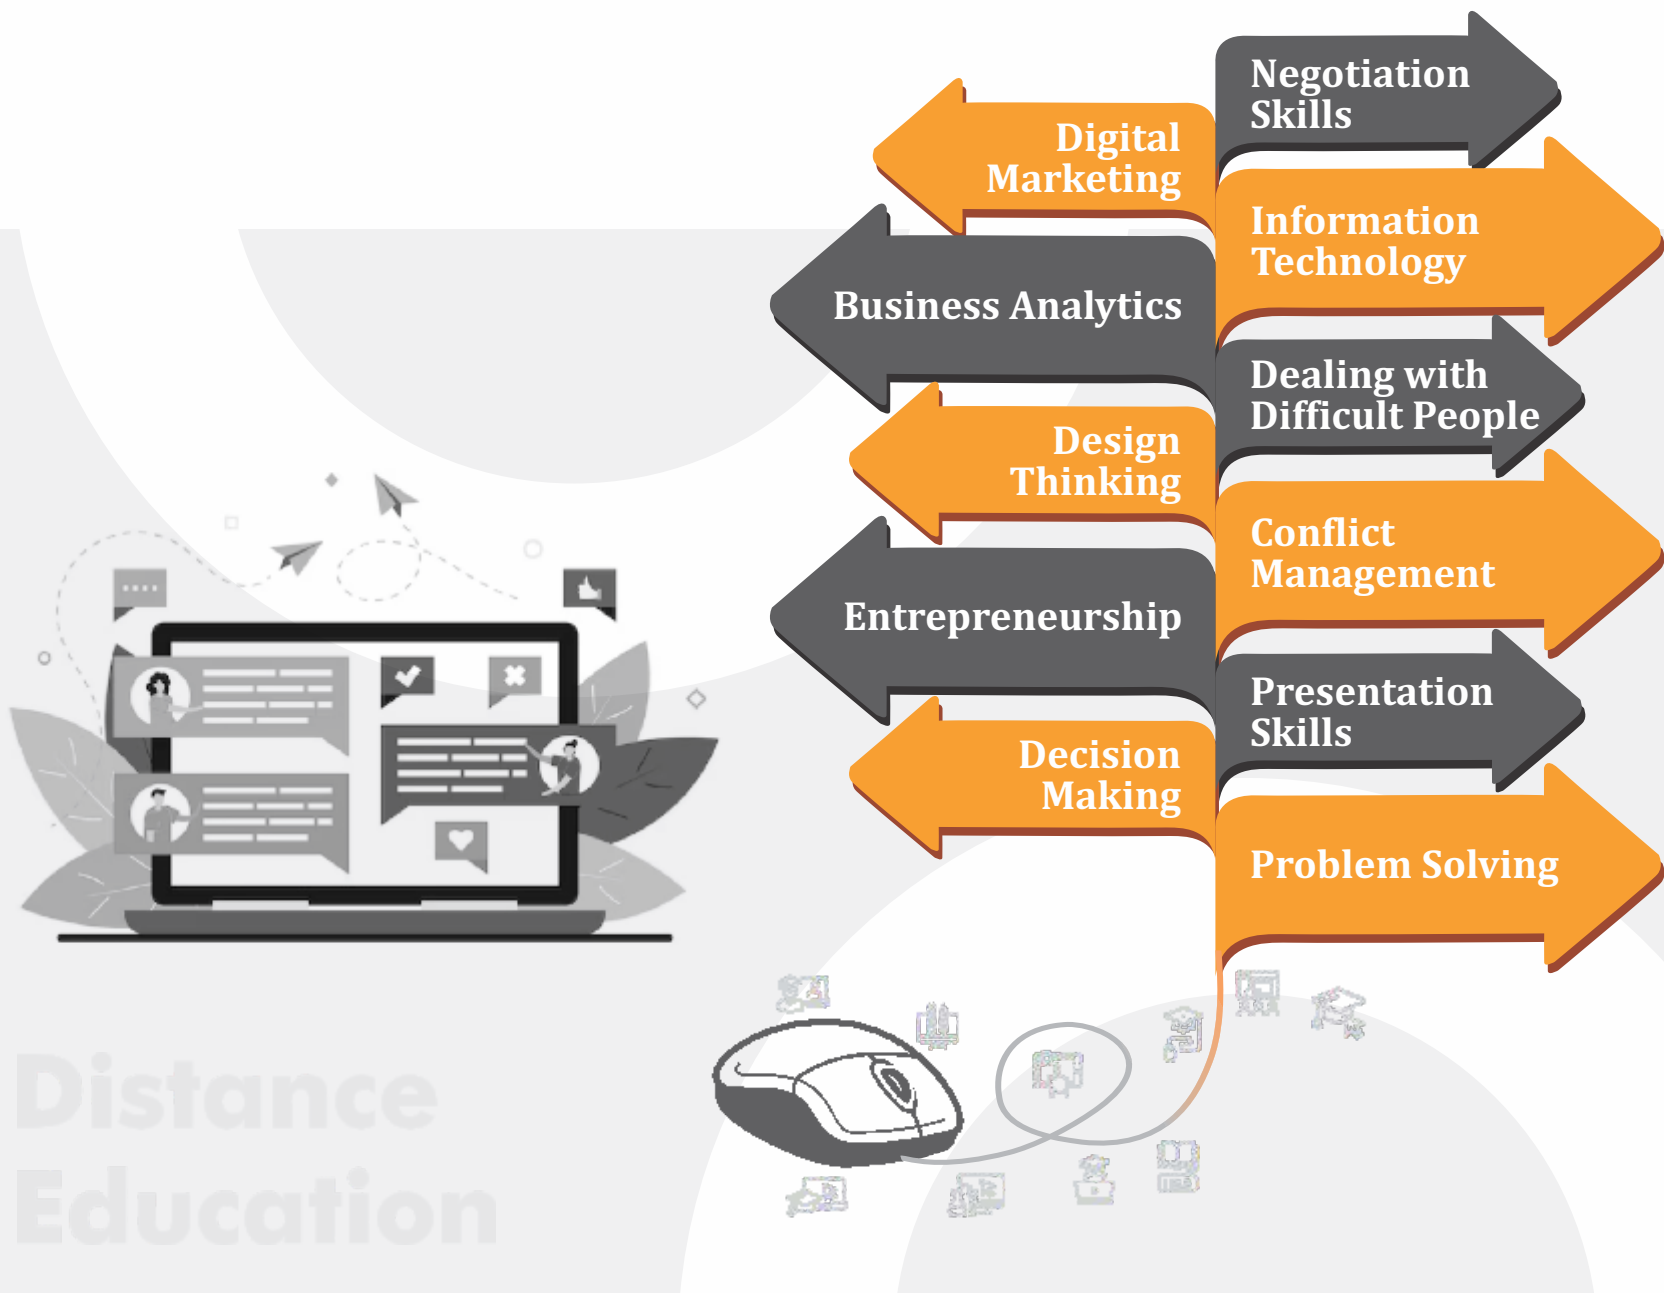 Negotiation
Skills
Digital
Marketing
Information
Technology
Business Analytics
Dealing with
Difficult People
Design
Thinking
Conflict
Management
Entrepreneurship
Presentation
Skills
Decision
Making
Problem Solving
Distance
Education